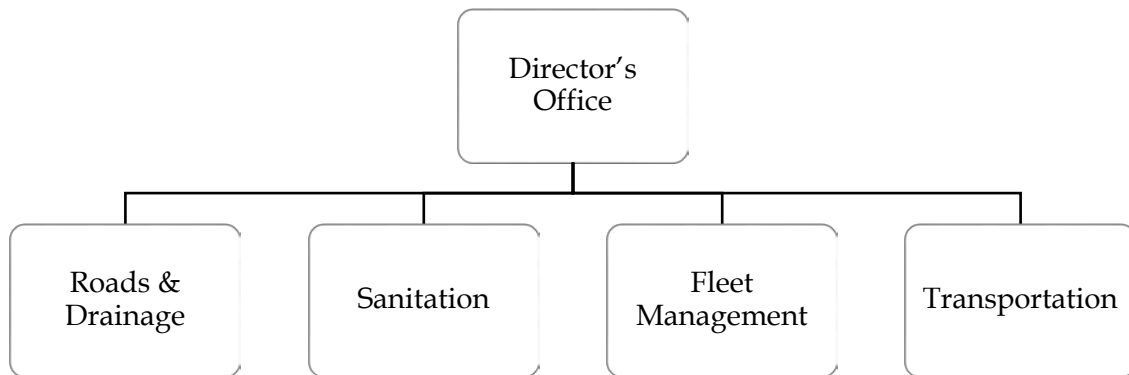 Director’s
Office
Roads &
Drainage
Sanitation
Fleet
Management
Transportation